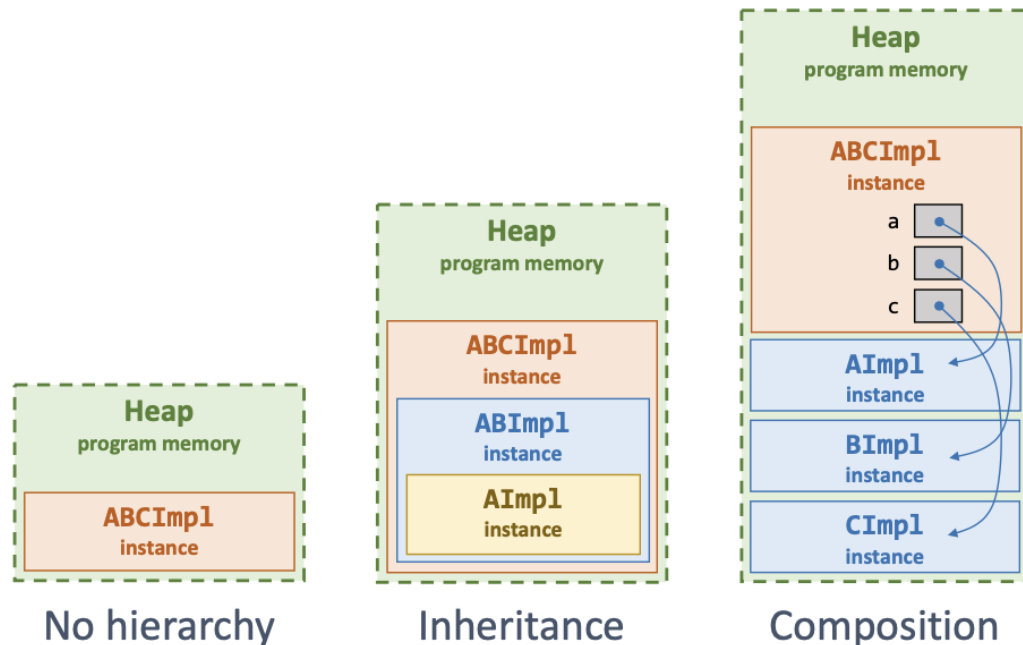 Heap
program memory
ABCImpl
instance
No hierarchy
Heap
program memory
ABCImpl
instance
ABImpl
instance
AImpl
instance
Inheritance
Heap
program memory
ABCImpl
instance
a
b
c
AImpl
instance
BImpl
instance
CImpl
instance
Composition